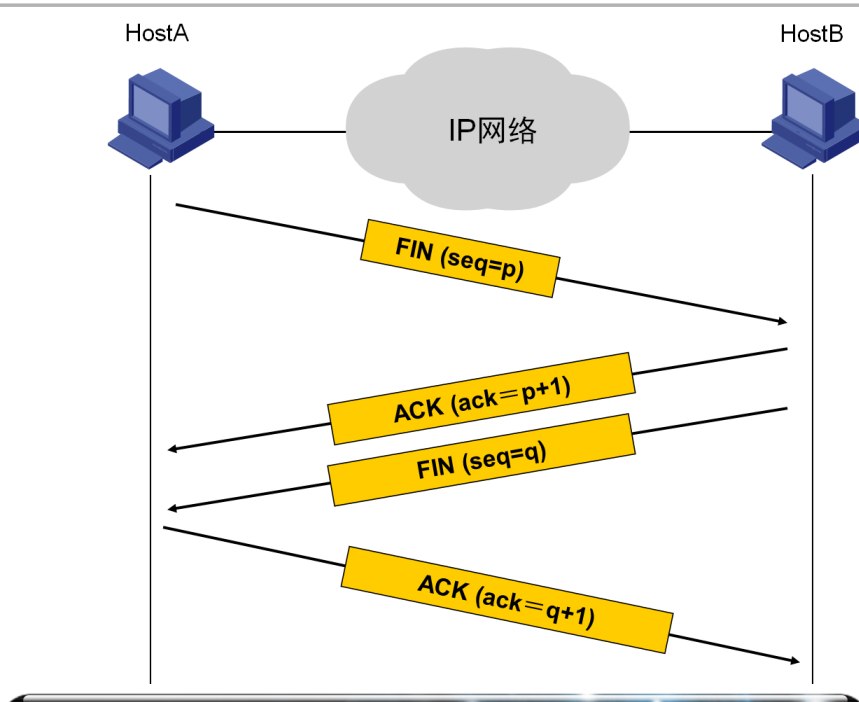 HostA
HostB
IP网络
FIN (seq=p)
ACK (ack＝p+1)
FIN (seq=q)
ACK (ack＝q+1)